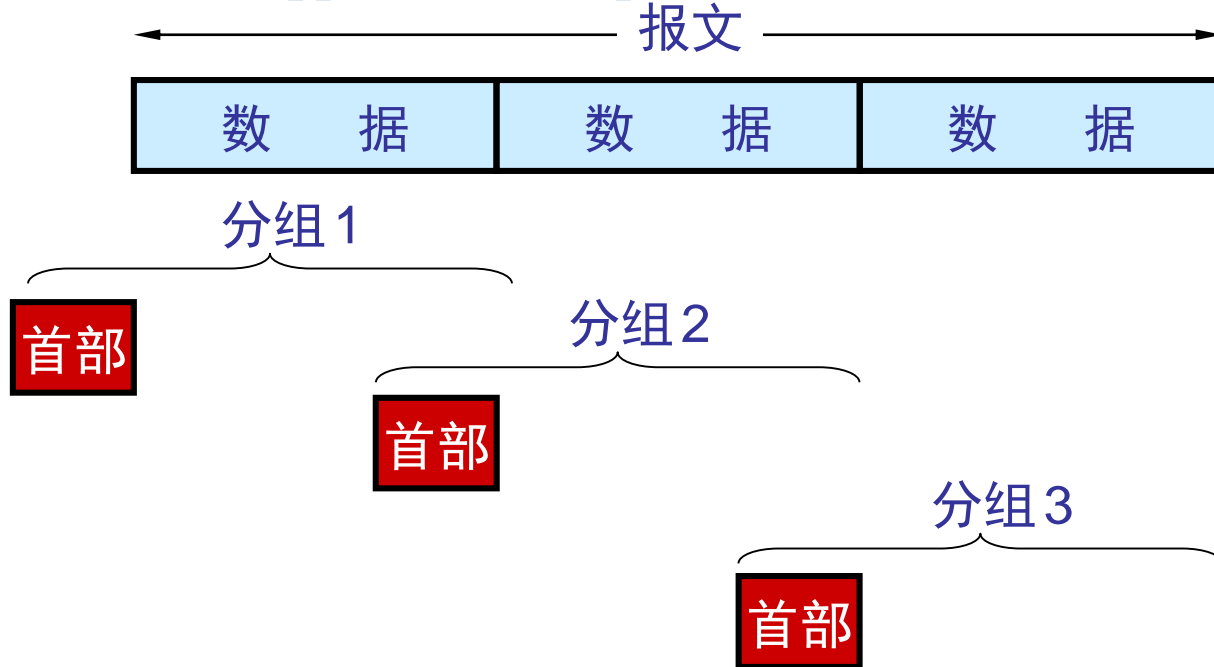 报文
数 据 数 据 数 据
分组1
首部
分组2
首部
分组3
首部